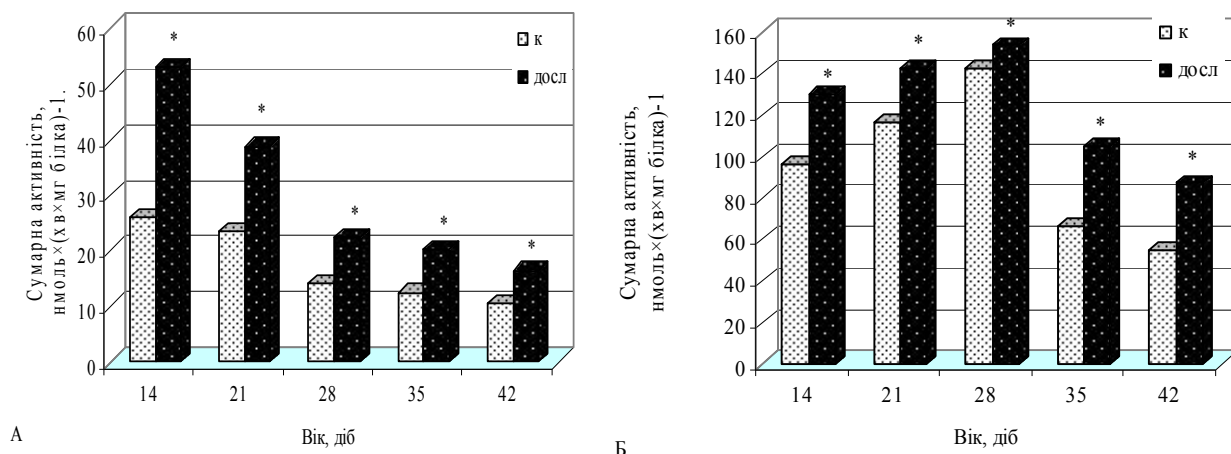 Сумарна активність,
нмоль×(хв×мг білка)-1.
60
50
40
30
20
10
0
* * * * *
к
досл
14 21 28 35 42
Вік, діб
А
Сумарна активність,
нмоль×(хв×мг білка)-1
160
140
120
100
80
60
40
20
0
* * * * *
к
досл
14 21 28 35 42
Вік, діб
Б